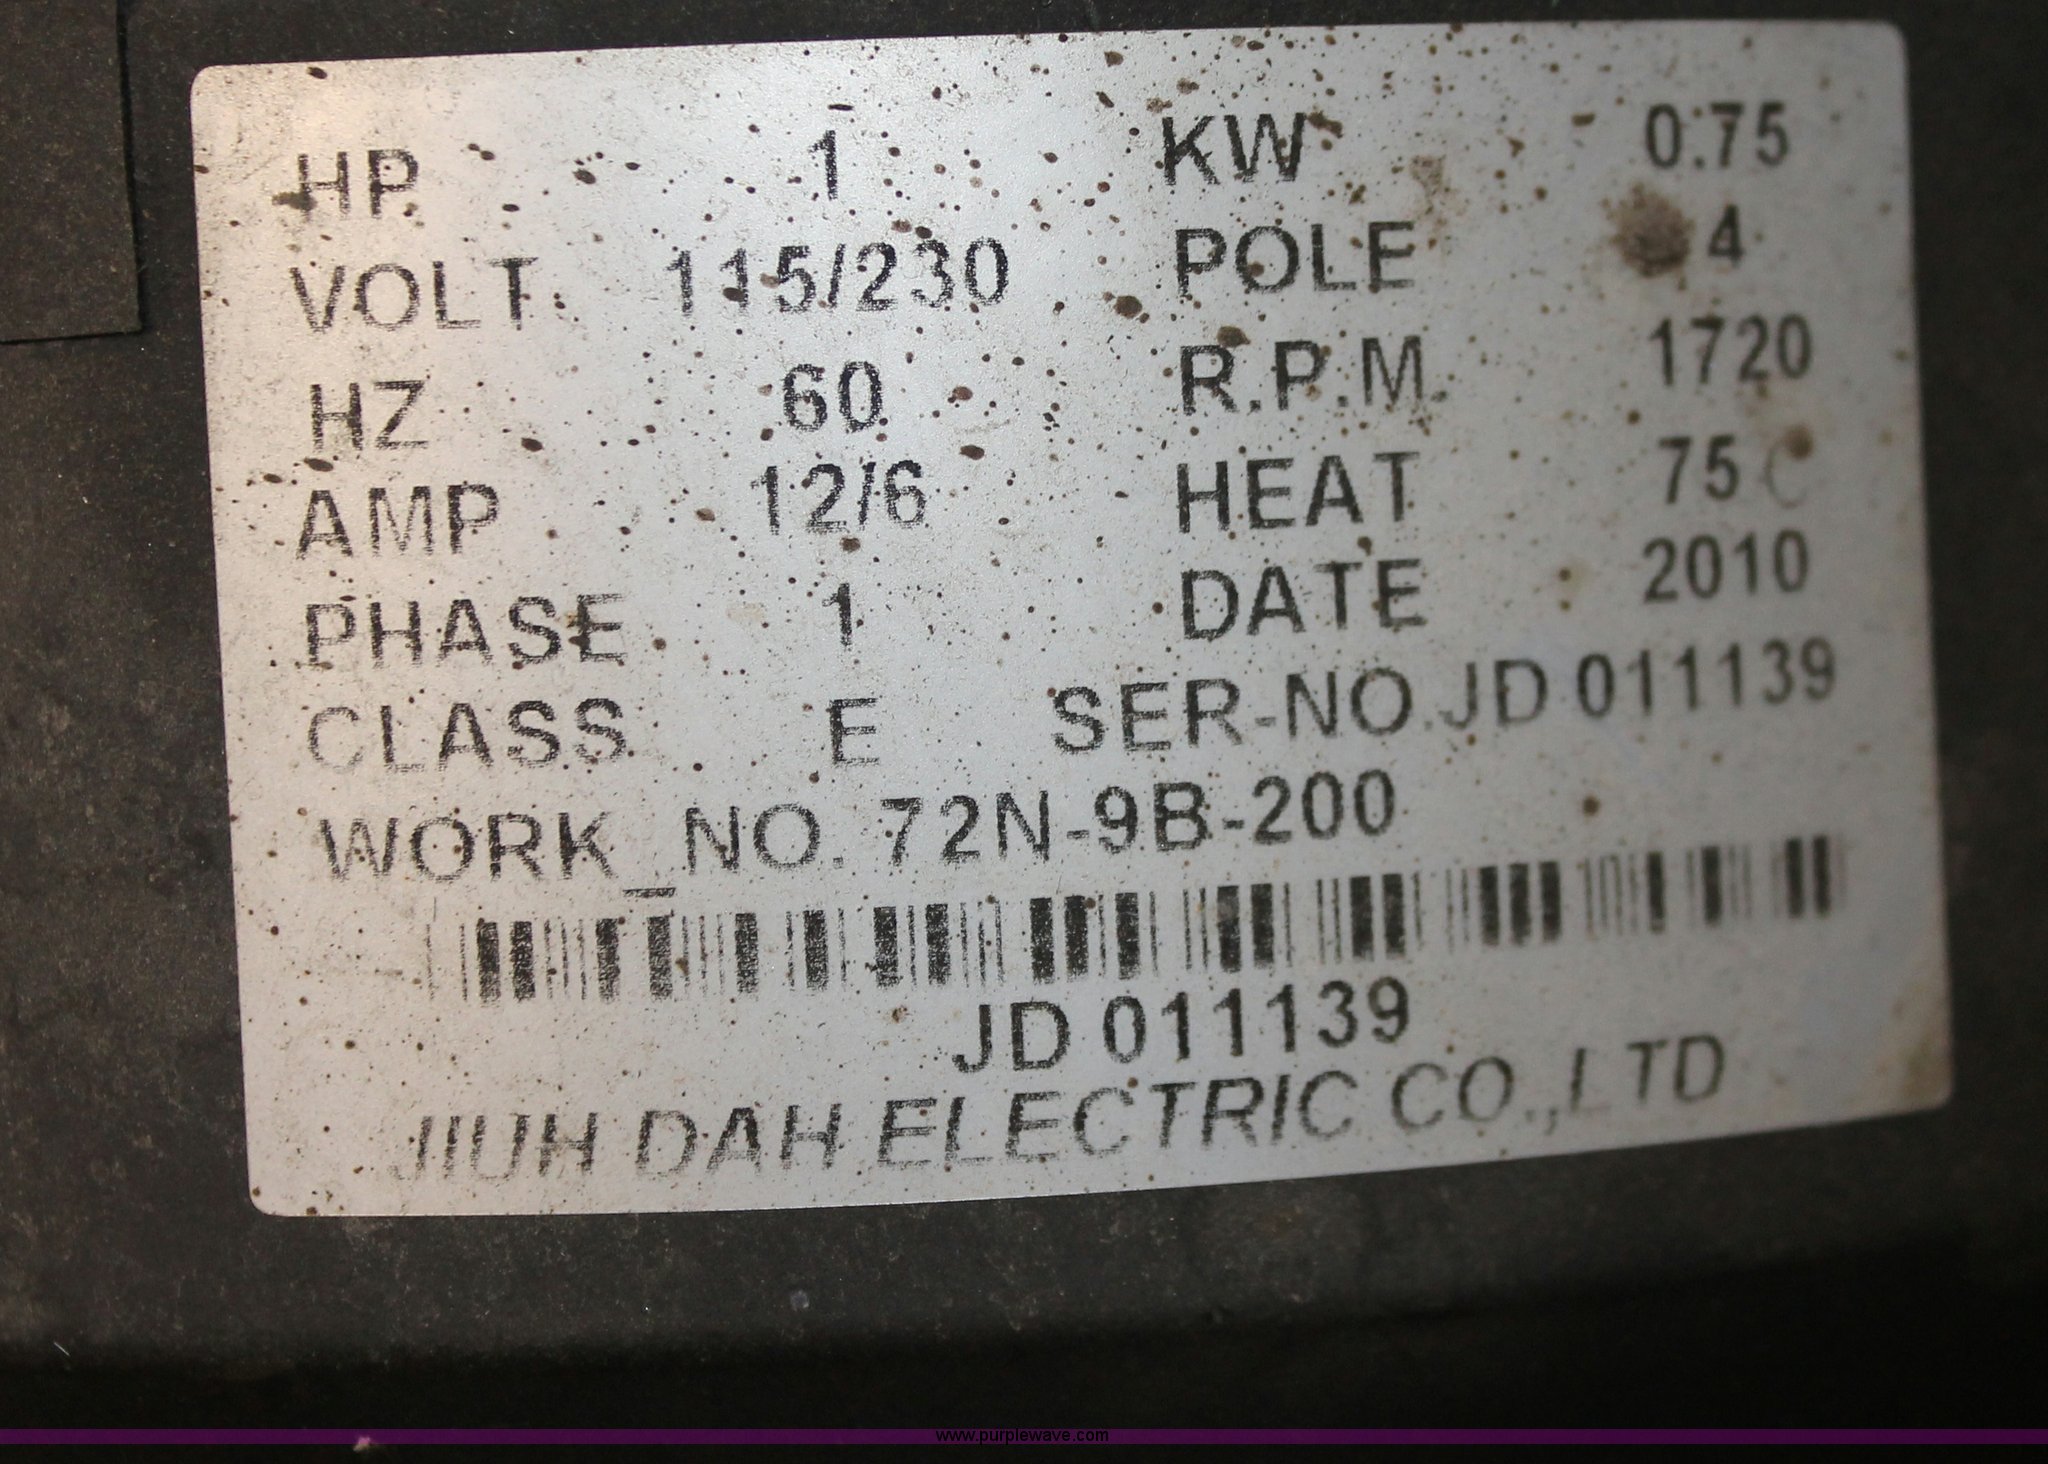 HP 1 KW 0.75
VOLT 115/230 POLE 4
HZ 60 R.P.M. 1720
AMP 12/6 HEAT 75 C
PHASE 1 DATE 2010
CLASS E SER-NO.JD 011139
WORK_NO. 72N-9B-200
JD 011139
JIUH DAH ELECTRIC CO.,LTD
www.purplewave.com